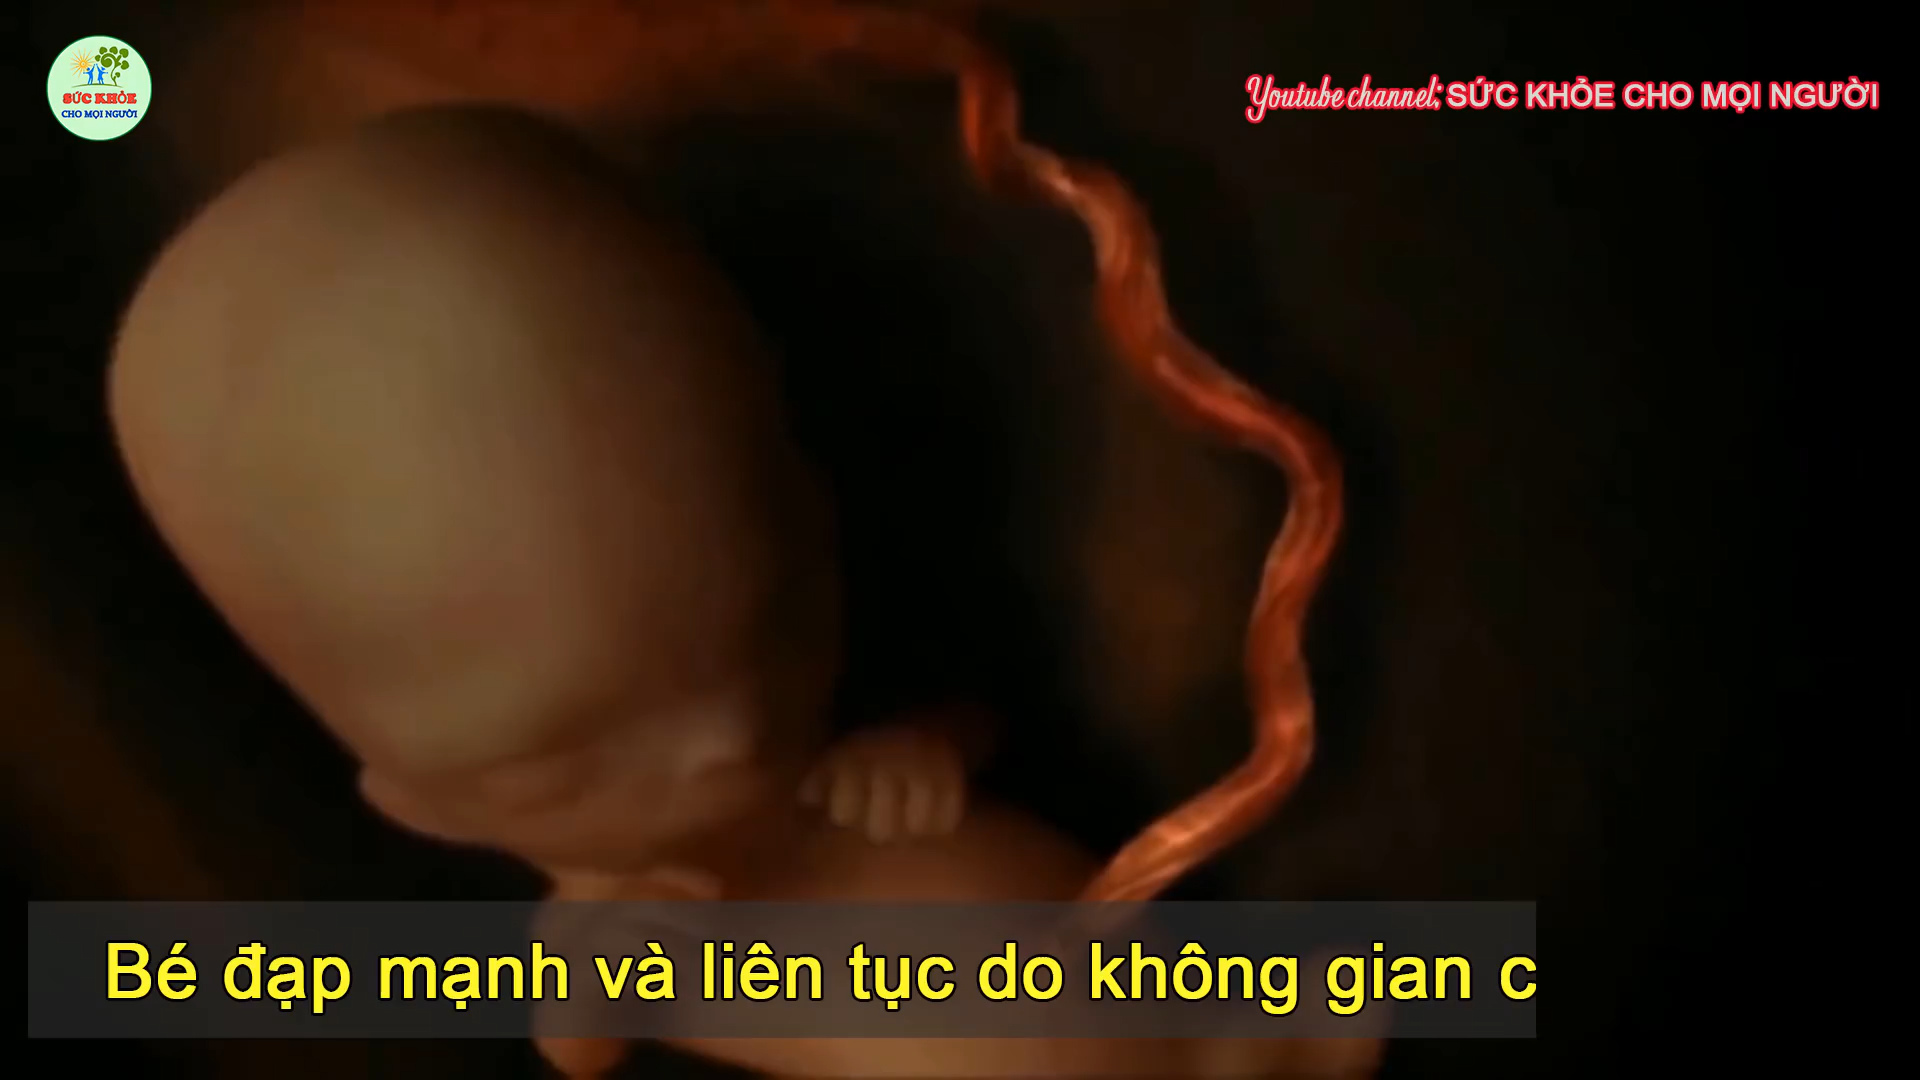 SỨC KHỎE
CHO MỌI NGƯỜI
Youtube channel: SỨC KHỎE CHO MỌI NGƯỜI
Bé đạp mạnh và liên tục do không gian c